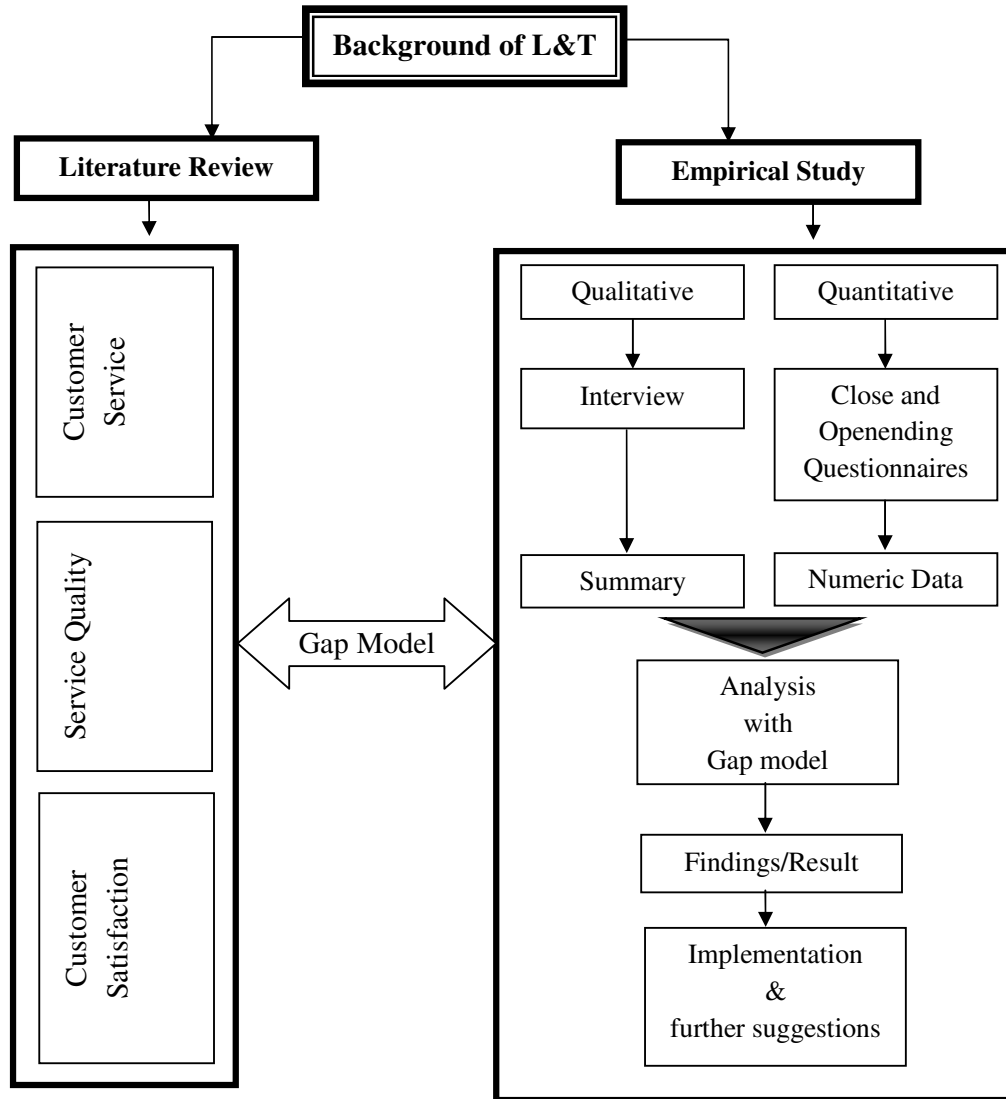 Background of L&T
Literature Review
Empirical Study
Customer
Service
Service Quality
Customer
Satisfaction
Gap Model
Qualitative
Quantitative
Interview
Close and
Openending
Questionnaires
Summary
Numeric Data
Analysis
with
Gap model
Findings/Result
Implementation
&
further suggestions